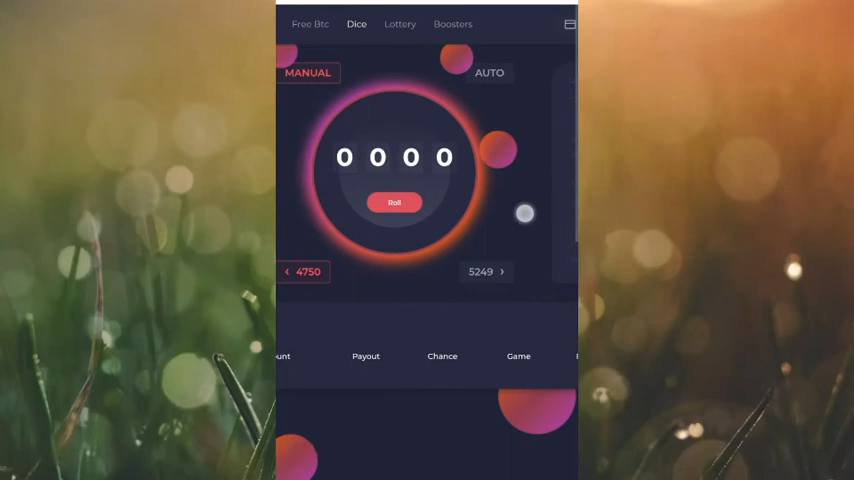 Free Btc Dice Lottery Boosters
MANUAL AUTO
0 0 0 0
Roll
‹ 4750 5249 ›
Payout Chance Game